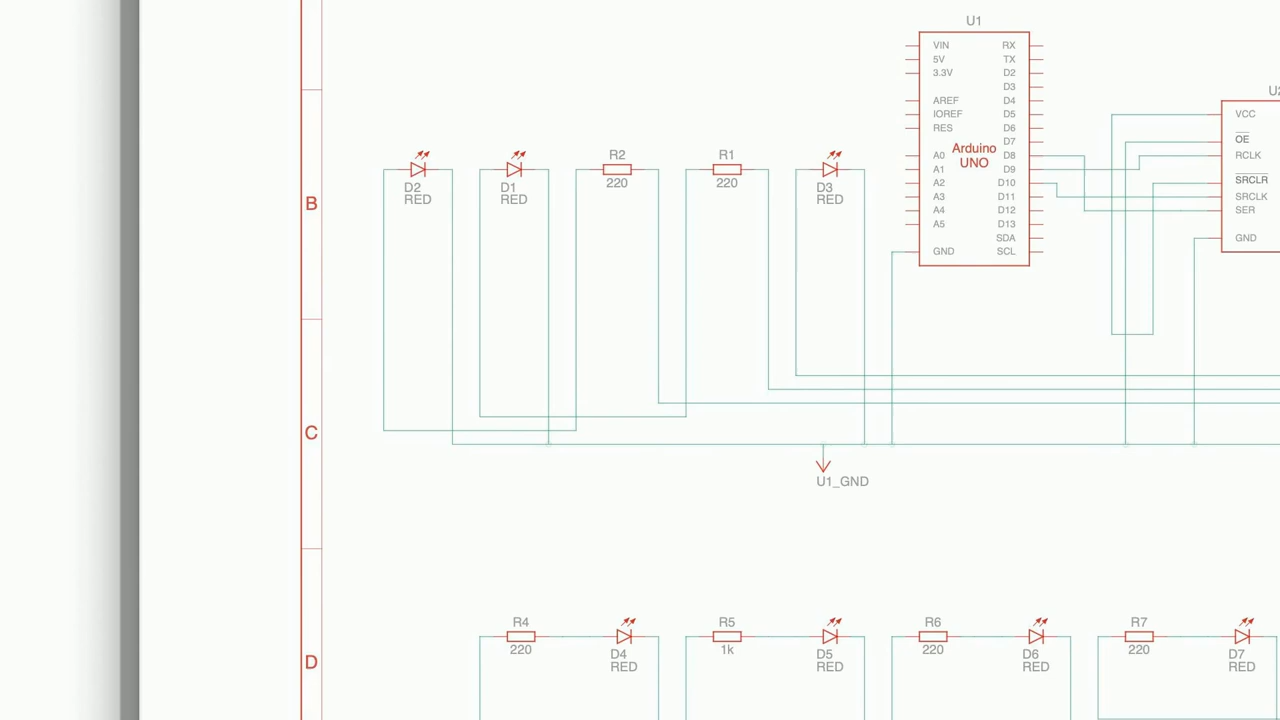 U1
VIN RX
5V TX
3.3V D2
D3
AREF D4
IOREF D5
RES D6
D7
Arduino
UNO
A0 D8
A1 D9
A2 D10
A3 D11
A4 D12
A5 D13
SDA
GND SCL
VCC
OE
RCLK
SRCLR
SRCLK
SER
GND
D2
RED
D1
RED
R2
220
R1
220
D3
RED
B
C
U1_GND
D
R4
220
D4
RED
R5
1k
D5
RED
R6
220
D6
RED
R7
220
D7
RED